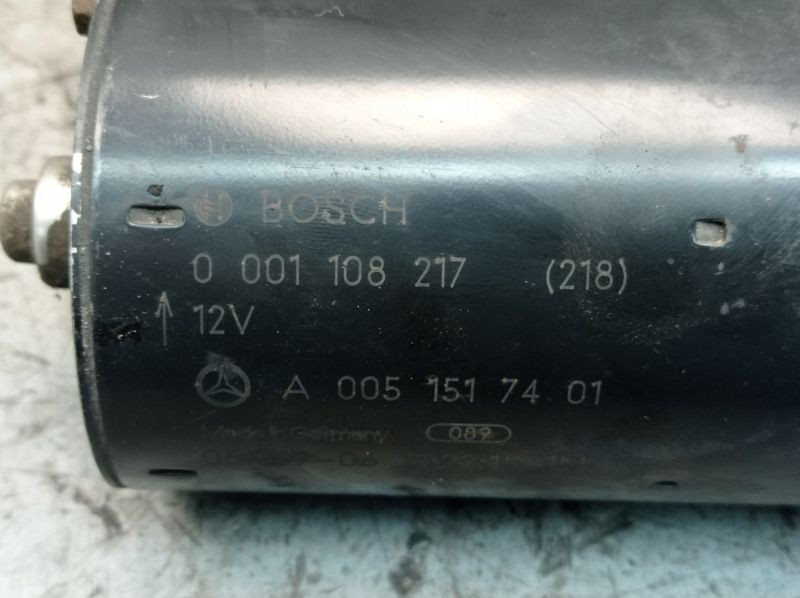 BOSCH
0 001 108 217 (218)
12V
A 005 151 74 01
Made in Germany 089